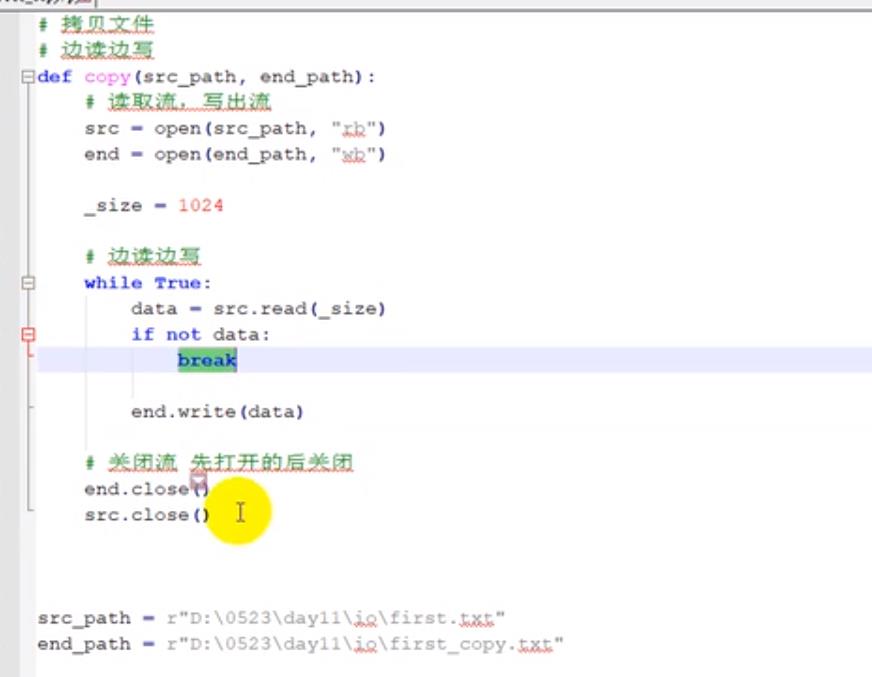 # 拷贝文件
# 边读边写
def copy(src_path, end_path):
    # 读取流, 写出流
    src = open(src_path, "rb")
    end = open(end_path, "wb")
    _size = 1024
    # 边读边写
    while True:
        data = src.read(_size)
        if not data:
            break
        end.write(data)
    # 关闭流 先打开的后关闭
    end.close()
    src.close()
src_path = r"D:\0523\day11\io\first.txt"
end_path = r"D:\0523\day11\io\first_copy.txt"